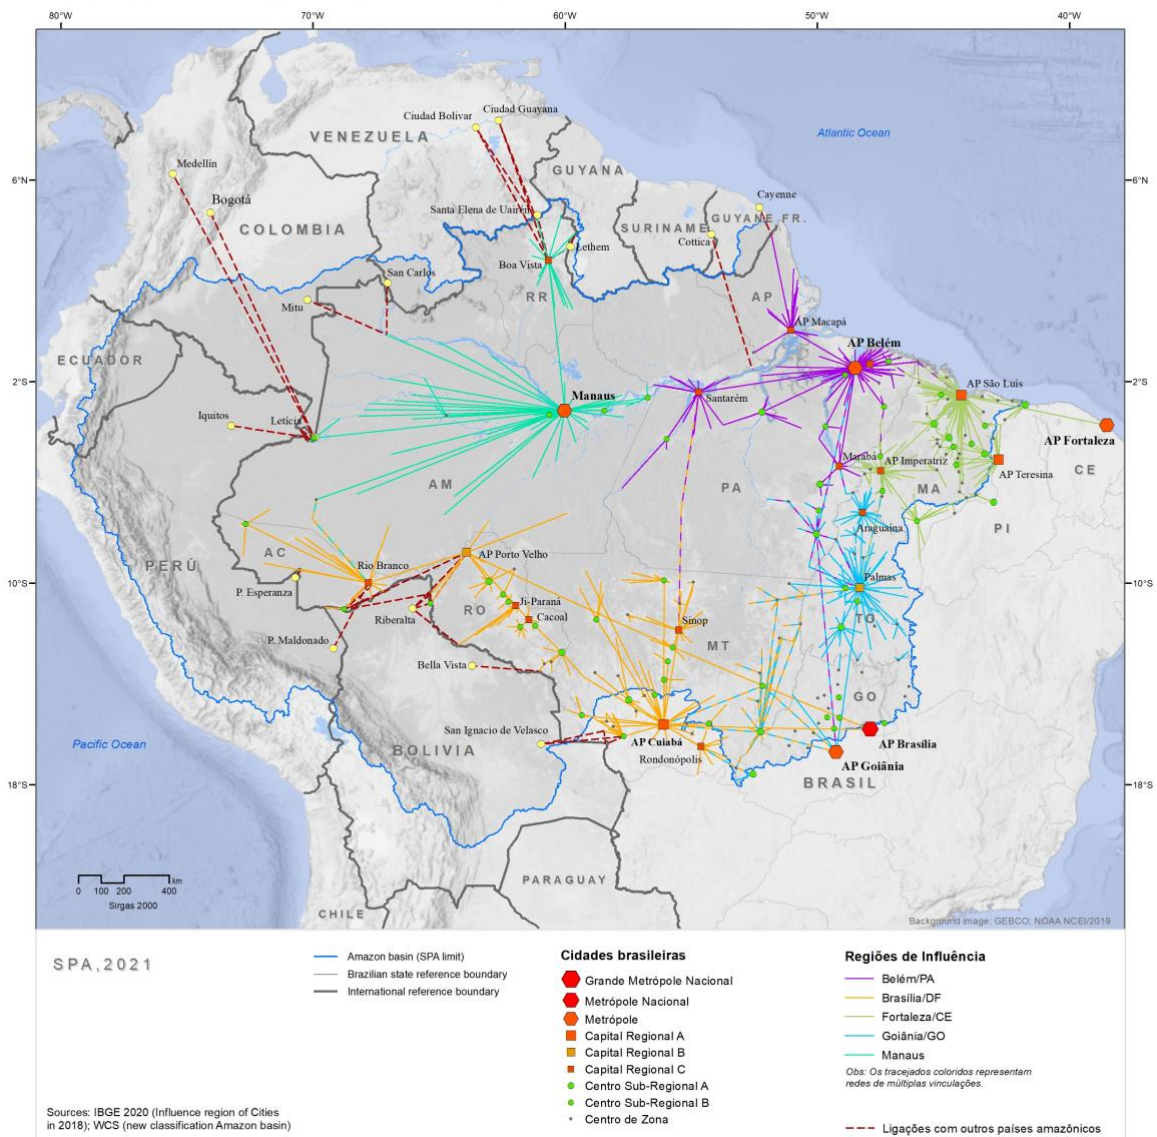 80°W
70°W
60°W
50°W
40°W
Ciudad Bolívar
Ciudad Guayana
VENEZUELA
Atlantic Ocean
Medellín
GUYANA
6°N
6°N
Bogotá
Cayenne
Santa Elena de Uairén
GUYANE FR.
COLOMBIA
SURINAME
Cottica
Lethem
Boa Vista
San Carlos
RR
AP
Mitu
AP Macapá
ECUADOR
AP Belém
2°S
2°S
AP São Luis
Manaus
Santarém
Iquitos
Leticia
AP Fortaleza
Marabá
AP Imperatriz
AP Teresina
CE
AM
PA
MA
Araguaína
PI
AC
AP Porto Velho
PERÚ
Rio Branco
Palmas
10°S
10°S
P. Esperanza
Ji-Paraná
RO
Riberalta
Cacoal
Sinop
TO
P. Maldonado
MT
Bella Vista
GO
San Ignacio de Velasco
Pacific Ocean
BOLIVIA
AP Cuiabá
AP Brasília
Rondonópolis
AP Goiânia
18°S
BRASIL
18°S
km
0 100 200 400
Sirgas 2000
PARAGUAY
CHILE
Background image: GEBCO; NOAA NCEI/2019
SPA,2021
Amazon basin (SPA limit)
Brazilian state reference boundary
International reference boundary
Cidades brasileiras
Grande Metrópole Nacional
Metrópole Nacional
Metrópole
Capital Regional A
Capital Regional B
Capital Regional C
Centro Sub-Regional A
Centro Sub-Regional B
Centro de Zona
Regiões de Influência
Belém/PA
Brasília/DF
Fortaleza/CE
Goiânia/GO
Manaus
Obs: Os tracejados coloridos representam
redes de múltiplas vinculações.
Ligações com outros países amazônicos
Sources: IBGE 2020 (Influence region of Cities
in 2018); WCS (new classification Amazon basin)